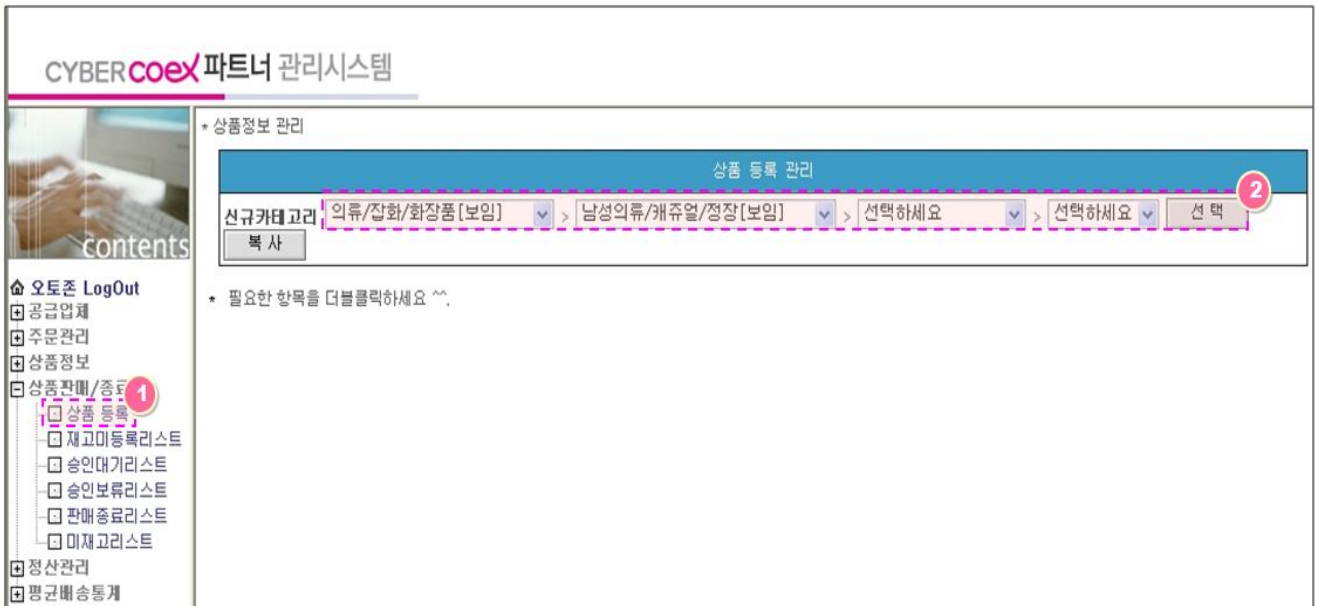 CYBER coex 파트너 관리시스템
contents
오토존 LogOut
공급업체
주문관리
상품정보
상품판매/종료
1
상품 등록
재고미등록리스트
승인대기리스트
승인보류리스트
판매종료리스트
미재고리스트
정산관리
평균배송통계
* 상품정보 관리
상품 등록 관리
2
신규카테고리 의류/잡화/화장품[보임] > 남성의류/캐쥬얼/정장[보임] > 선택하세요 > 선택하세요 선 택
복 사
* 필요한 항목을 더블클릭하세요 ^^.